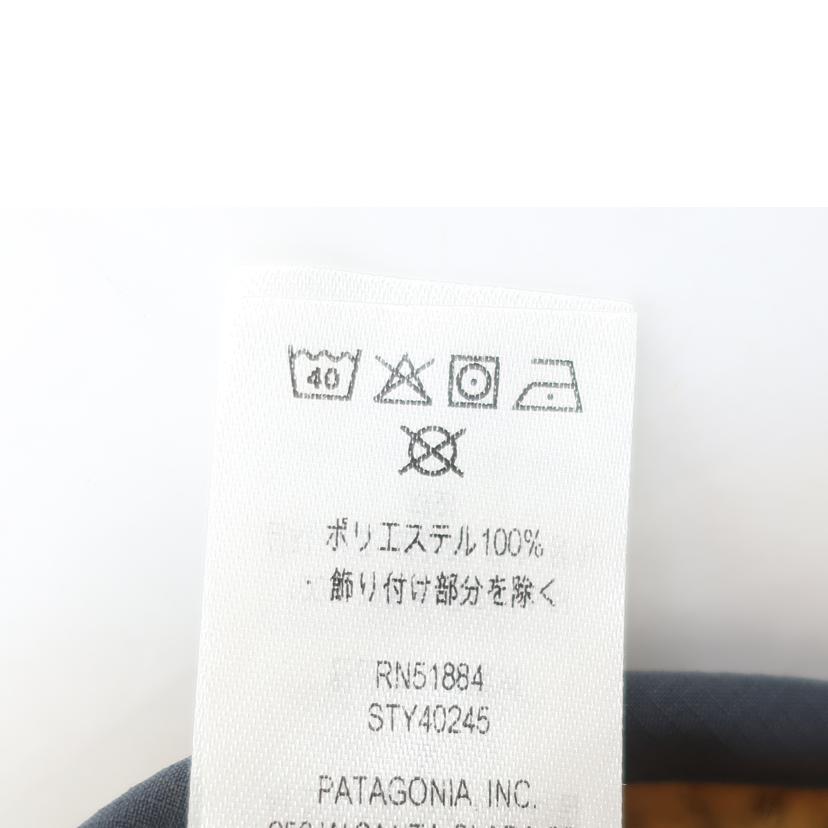 40
ポリエステル100%
・飾り付け部分を除く
RN51884
STY40245
PATAGONIA, INC.